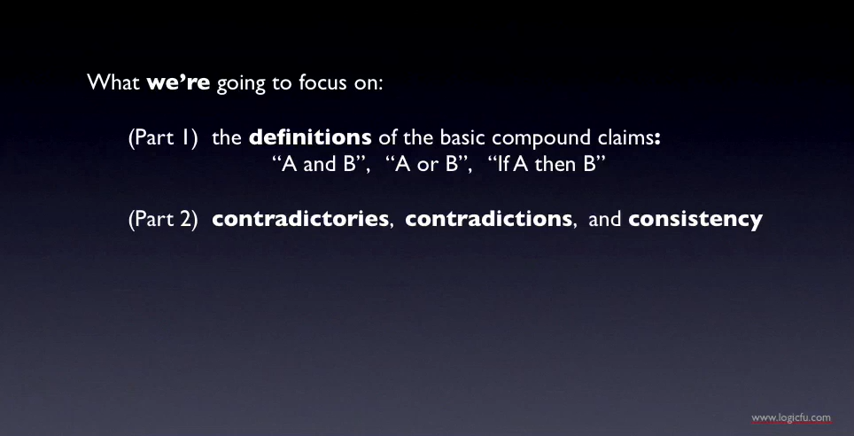 What we’re going to focus on:
(Part 1) the definitions of the basic compound claims:
“A and B”, “A or B”, “If A then B”
(Part 2) contradictories, contradictions, and consistency
www.logicfu.com